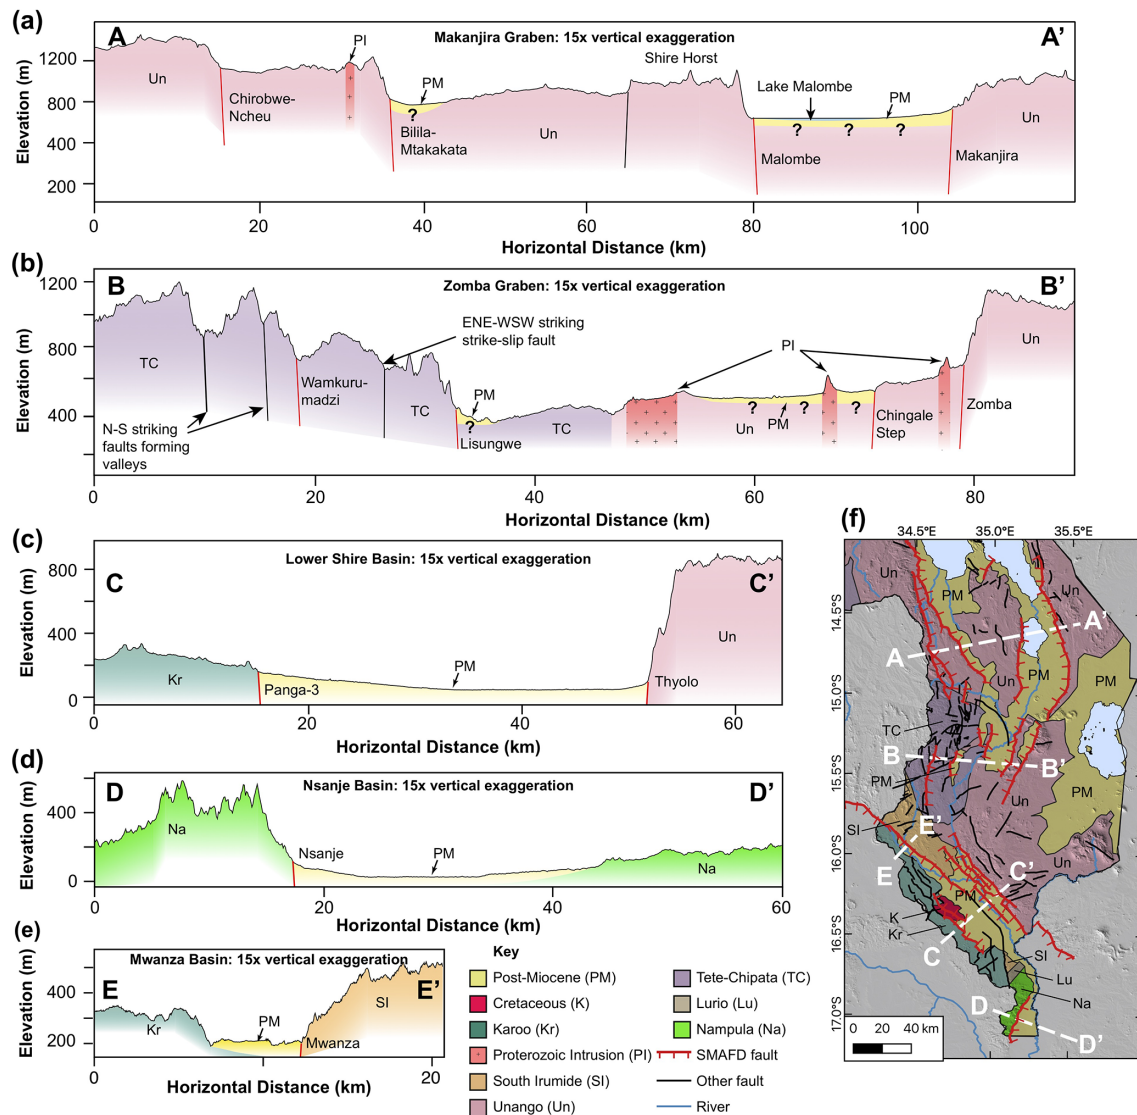 (a)
Elevation (m)
1200
800
400
200
A
Makanjira Graben: 15x vertical exaggeration
A’
PI
Un
Chirobwe-
Ncheu
PM
?
Bilila-
Mtakakata
Un
Shire Horst
Lake Malombe
PM
? ? ?
Malombe
Makanjira
Un
0 20 40 60 80 100
Horizontal Distance (km)
(b)
Elevation (m)
1200
800
400
B
Zomba Graben: 15x vertical exaggeration
B’
TC
N-S striking
faults forming
valleys
Wamkuru-
madzi
ENE-WSW striking
strike-slip fault
TC
PM
?
Lisungwe
TC
PI
? ? ?
PM
Un
Chingale
Step
Zomba
Un
0 20 40 60 80
Horizontal Distance (km)
(c)
Elevation (m)
800
400
0
Lower Shire Basin: 15x vertical exaggeration
C
C’
Kr
Panga-3
PM
Thyolo
Un
0 20 40 60
Horizontal Distance (km)
(d)
Elevation (m)
400
0
Nsanje Basin: 15x vertical exaggeration
D
D’
Na
Nsanje
PM
Na
0 20 40 60
Horizontal Distance (km)
(e)
Elevation (m)
400
200
Mwanza Basin: 15x vertical exaggeration
E
E’
Kr
PM
Mwanza
SI
0 20
Horizontal Distance (km)
Key
Post-Miocene (PM)
Cretaceous (K)
Karoo (Kr)
Proterozoic Intrusion (PI)
South Irumide (SI)
Unango (Un)
Tete-Chipata (TC)
Lurio (Lu)
Nampula (Na)
SMAFD fault
Other fault
River
(f)
34.5°E 35.0°E 35.5°E
14.5°S
15.0°S
15.5°S
16.0°S
16.5°S
17.0°S
Un
PM
Un
A
A’
Un
PM
PM
TC
B
B’
PM
Un
PM
SI
E’
E
Un
C’
K
Kr
C
SI
Lu
Na
D
D’
0 20 40 km